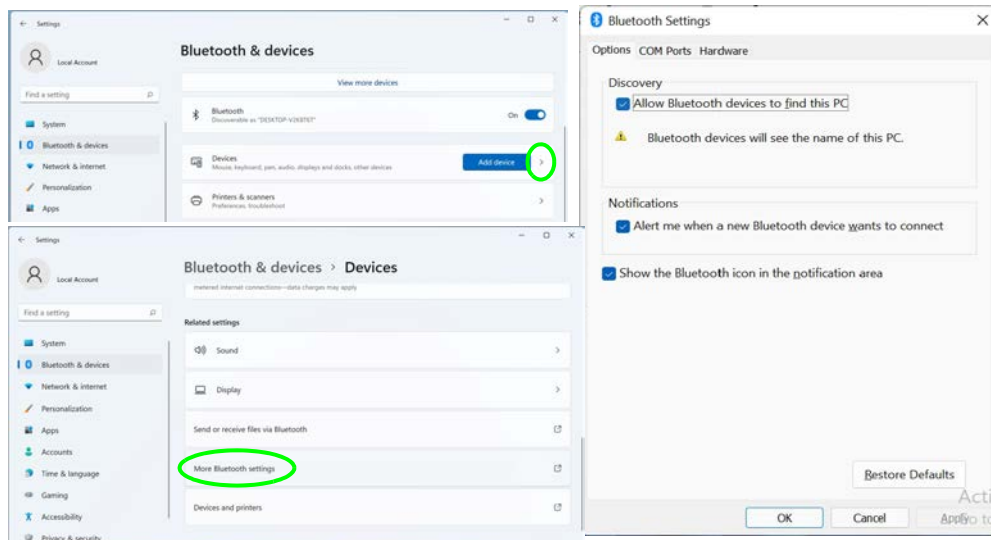 ← Settings
Local Account
Find a setting
System
Bluetooth & devices
Network & internet
Personalization
Apps
Bluetooth & devices
View more devices
Bluetooth
Discoverable as "DESKTOP-V2K8T6T"
On
Devices
Mouse, keyboard, pen, audio, displays and docks, other devices
Add device
Printers & scanners
Preferences, troubleshoot
← Settings
Local Account
Find a setting
System
Bluetooth & devices
Network & internet
Personalization
Apps
Accounts
Time & language
Gaming
Accessibility
Privacy & security
Bluetooth & devices > Devices
metered internet connections—data charges may apply
Related settings
Sound
Display
Send or receive files via Bluetooth
More Bluetooth settings
Devices and printers
Bluetooth Settings
Options COM Ports Hardware
Discovery
Allow Bluetooth devices to find this PC
Bluetooth devices will see the name of this PC.
Notifications
Alert me when a new Bluetooth device wants to connect
Show the Bluetooth icon in the notification area
Restore Defaults
OK Cancel Apply